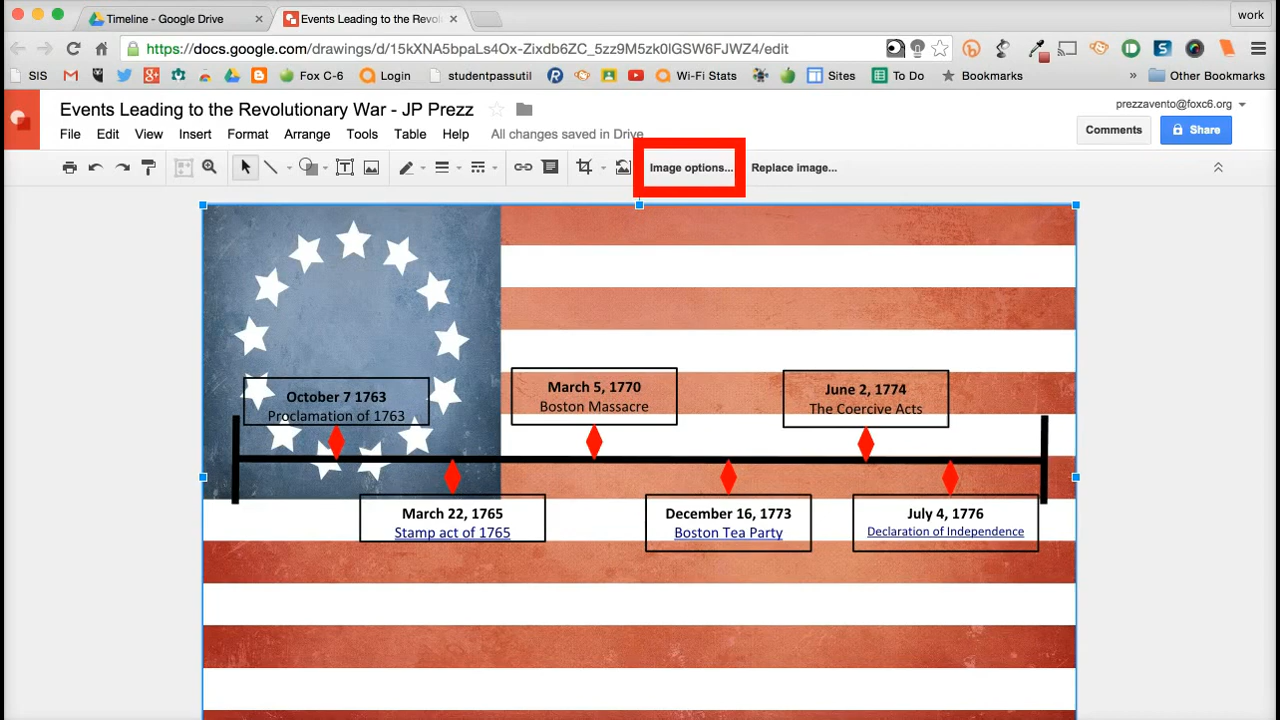 work
Timeline - Google Drive
Events Leading to the Revolu
https://docs.google.com/drawings/d/15kXNA5bpaLs4Ox-Zixdb6ZC_5zz9M5zk0lGSW6FJWZ4/edit
SIS
Fox C-6
Login
studentpassutil
Wi-Fi Stats
Sites
To Do
Bookmarks
»
Other Bookmarks
Events Leading to the Revolutionary War - JP Prezz
prezzavento@foxc6.org
File Edit View Insert Format Arrange Tools Table Help All changes saved in Drive
Comments
Share
Image options...
Replace image...
October 7 1763
Proclamation of 1763
March 5, 1770
Boston Massacre
June 2, 1774
The Coercive Acts
March 22, 1765
Stamp act of 1765
December 16, 1773
Boston Tea Party
July 4, 1776
Declaration of Independence